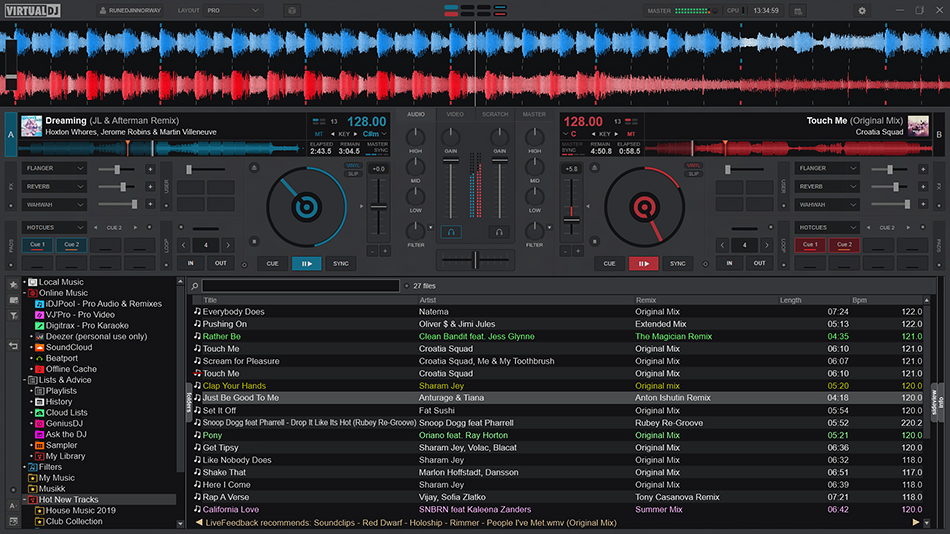 VIRTUALDJ RUNEDJINNORWAY LAYOUT PRO MASTER CPU 13:34:59
A Dreaming (JL & Afterman Remix)
Hoxton Whores, Jerome Robins & Martin Villeneuve
13 128.00
MT KEY C#m
ELAPSED REMAIN MASTER
2:43.5 3:04.5 SYNC
AUDIO VIDEO SCRATCH MASTER
128.00 13
C KEY MT
MASTER REMAIN ELAPSED
SYNC 4:50.8 0:58.5
Touch Me (Original Mix)
Croatia Squad
FX
FLANGER
REVERB
WAHWAH
USER
VINYL
SLIP
+0.0
HIGH
MID
LOW
FILTER
GAIN GAIN
HIGH
MID
LOW
FILTER
+5.8
VINYL
SLIP
USER
FLANGER
REVERB
WAHWAH
FX
PADS
HOTCUES CUE 2
Cue 1 Cue 2
LOOP
4
IN OUT
CUE SYNC
CUE SYNC
4
IN OUT
LOOP
HOTCUES CUE 2
Cue 1 Cue 2
PADS
Local Music
Online Music
iDJPool - Pro Audio & Remixes
VJ'Pro - Pro Video
Digitrax - Pro Karaoke
Deezer (personal use only)
SoundCloud
Beatport
Offline Cache
Lists & Advice
Playlists
History
Cloud Lists
GeniusDJ
Ask the DJ
Sampler
My Library
Filters
My Music
Musikk
Hot New Tracks
House Music 2019
Club Collection
folders
27 files
Title Artist Remix Length Bpm
Everybody Does Natema Original Mix 07:24 122.0
Pushing On Oliver $ & Jimi Jules Extended Mix 05:13 122.0
Rather Be Clean Bandit feat. Jess Glynne The Magician Remix 04:35 121.0
Touch Me Croatia Squad Original Mix 06:10 121.0
Scream for Pleasure Croatia Squad, Me & My Toothbrush Original Mix 06:07 121.0
Touch Me Croatia Squad Original Mix 06:10 121.0
Clap Your Hands Sharam Jey Original mix 05:20 120.0
Just Be Good To Me Anturage & Tiana Anton Ishutin Remix 04:18 120.0
Set It Off Fat Sushi Original Mix 05:54 120.0
Snoop Dogg feat Pharrell - Drop It Like Its Hot (Rubey Re-Groove) Snoop Dogg feat Pharrell Rubey Re-Groove 05:52 220.2
Pony Oriano feat. Ray Horton Original Mix 05:21 120.0
Get Tipsy Sharam Jey, Volac, Blacat Original Mix 06:36 120.0
Like Nobody Does Sharam Jey Original Mix 06:32 118.0
Shake That Marlon Hoffstadt, Dansson Original Mix 06:51 117.0
Here I Come Sharam Jey Original Mix 06:39 118.0
Rap A Verse Vijay, Sofia Zlatko Tony Casanova Remix 07:21 118.0
California Love SNBRN feat Kaleena Zanders Summer Mix 06:42 118.0
LiveFeedback recommends: Soundclips - Red Dwarf - Holoship - Rimmer - People I've Met.wmv (Original Mix)
sideview
info
A